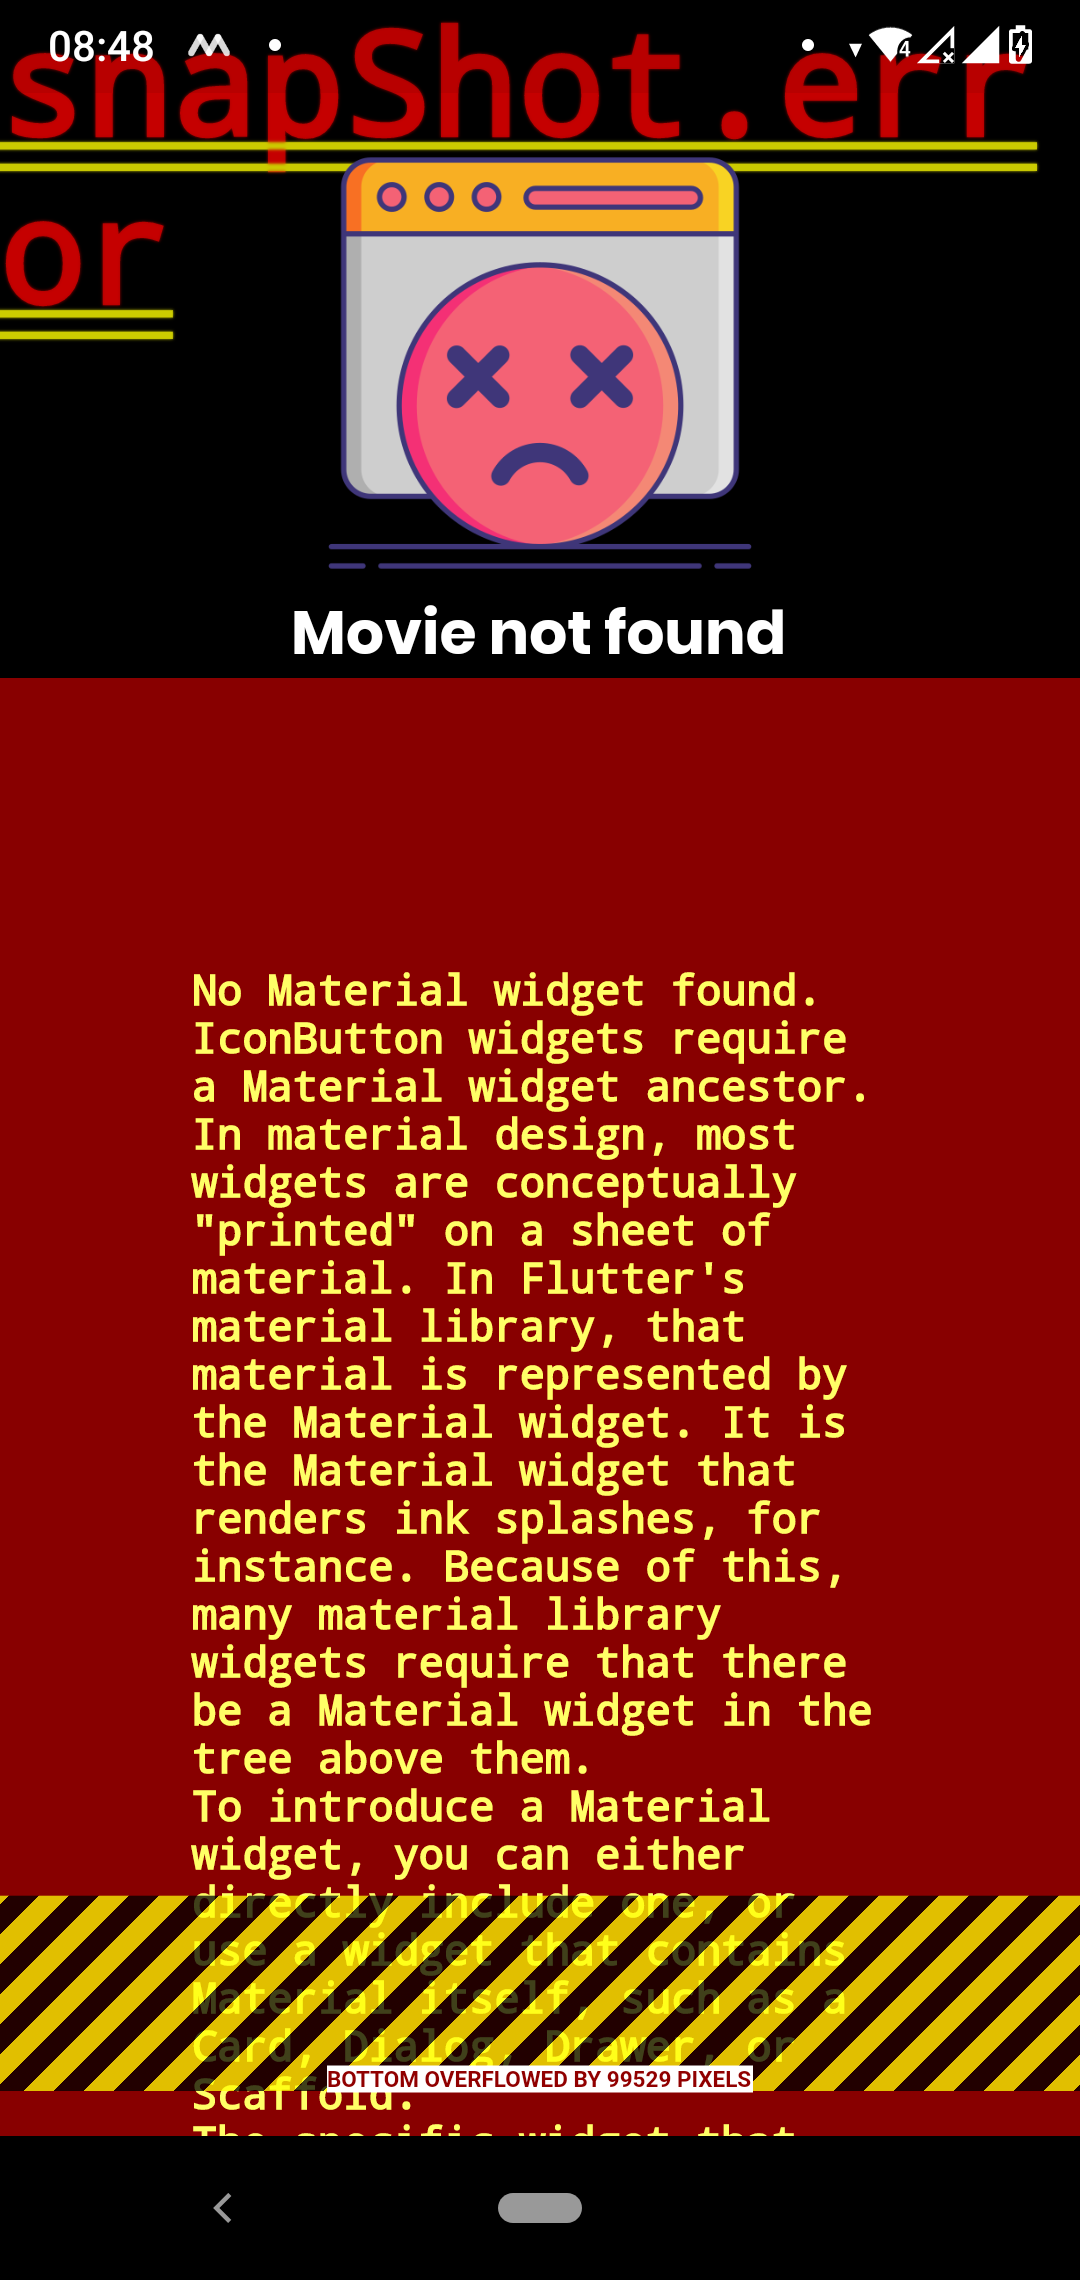 08:48
4
snapShot.err
or
Movie not found
No Material widget found.
IconButton widgets require
a Material widget ancestor.
In material design, most
widgets are conceptually
"printed" on a sheet of
material. In Flutter's
material library, that
material is represented by
the Material widget. It is
the Material widget that
renders ink splashes, for
instance. Because of this,
many material library
widgets require that there
be a Material widget in the
tree above them.
To introduce a Material
widget, you can either
directly include one, or
use a widget that contains
Material itself, such as a
Card, Dialog, Drawer, or
Scaffold.
BOTTOM OVERFLOWED BY 99529 PIXELS
The specific widget that